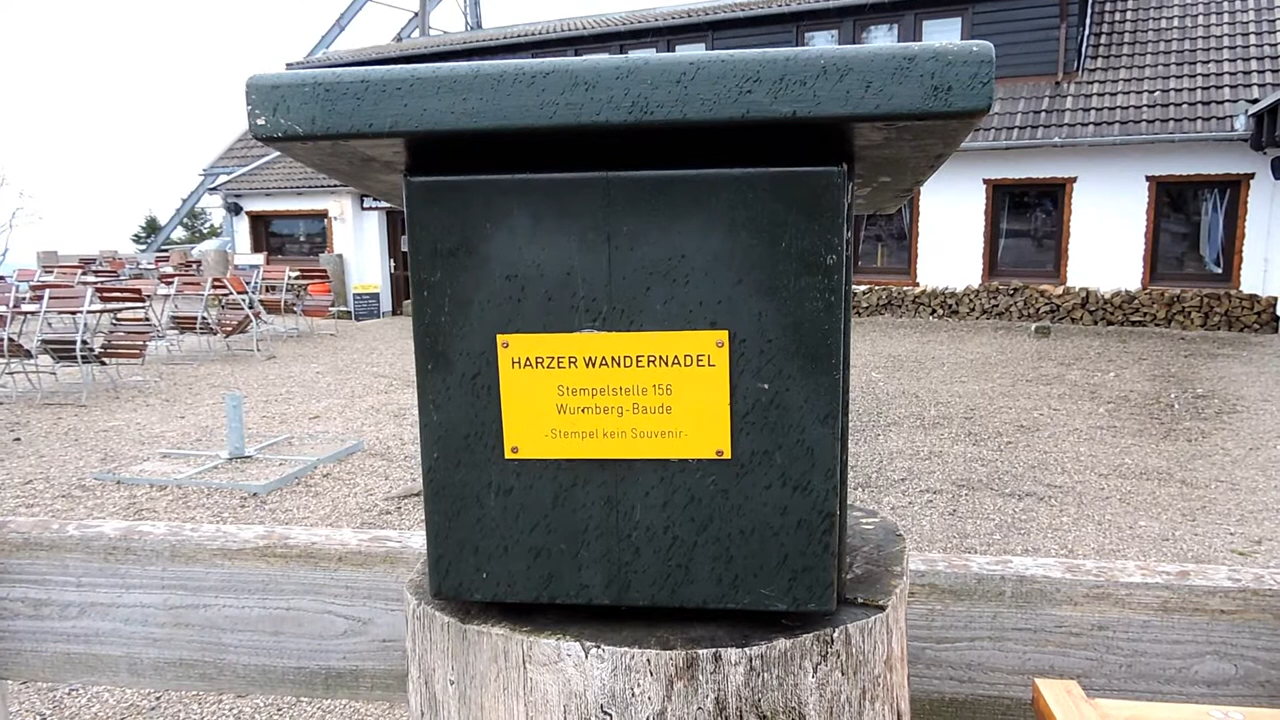 HARZER WANDERNADEL
Stempelstelle 156
Wurmberg-Baude
-Stempel kein Souvenir-